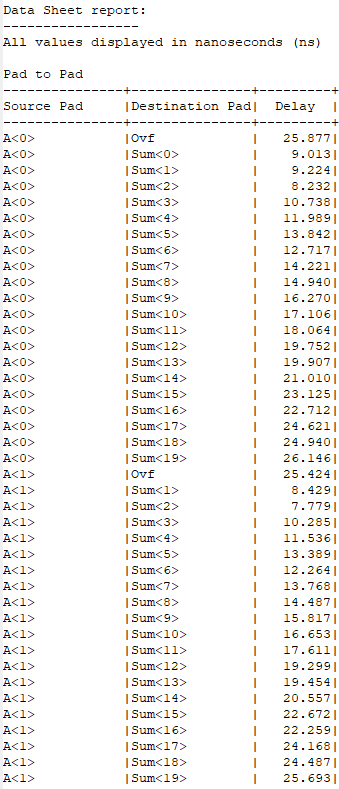 Data Sheet report:
-----------------
All values displayed in nanoseconds (ns)
Pad to Pad
---------------+---------------+---------+
Source Pad     |Destination Pad|  Delay  |
---------------+---------------+---------+
A<0>           |Ovf            |   25.877|
A<0>           |Sum<0>         |    9.013|
A<0>           |Sum<1>         |    9.224|
A<0>           |Sum<2>         |    8.232|
A<0>           |Sum<3>         |   10.738|
A<0>           |Sum<4>         |   11.989|
A<0>           |Sum<5>         |   13.842|
A<0>           |Sum<6>         |   12.717|
A<0>           |Sum<7>         |   14.221|
A<0>           |Sum<8>         |   14.940|
A<0>           |Sum<9>         |   16.270|
A<0>           |Sum<10>        |   17.106|
A<0>           |Sum<11>        |   18.064|
A<0>           |Sum<12>        |   19.752|
A<0>           |Sum<13>        |   19.907|
A<0>           |Sum<14>        |   21.010|
A<0>           |Sum<15>        |   23.125|
A<0>           |Sum<16>        |   22.712|
A<0>           |Sum<17>        |   24.621|
A<0>           |Sum<18>        |   24.940|
A<0>           |Sum<19>        |   26.146|
A<1>           |Ovf            |   25.424|
A<1>           |Sum<1>         |    8.429|
A<1>           |Sum<2>         |    7.779|
A<1>           |Sum<3>         |   10.285|
A<1>           |Sum<4>         |   11.536|
A<1>           |Sum<5>         |   13.389|
A<1>           |Sum<6>         |   12.264|
A<1>           |Sum<7>         |   13.768|
A<1>           |Sum<8>         |   14.487|
A<1>           |Sum<9>         |   15.817|
A<1>           |Sum<10>        |   16.653|
A<1>           |Sum<11>        |   17.611|
A<1>           |Sum<12>        |   19.299|
A<1>           |Sum<13>        |   19.454|
A<1>           |Sum<14>        |   20.557|
A<1>           |Sum<15>        |   22.672|
A<1>           |Sum<16>        |   22.259|
A<1>           |Sum<17>        |   24.168|
A<1>           |Sum<18>        |   24.487|
A<1>           |Sum<19>        |   25.693|